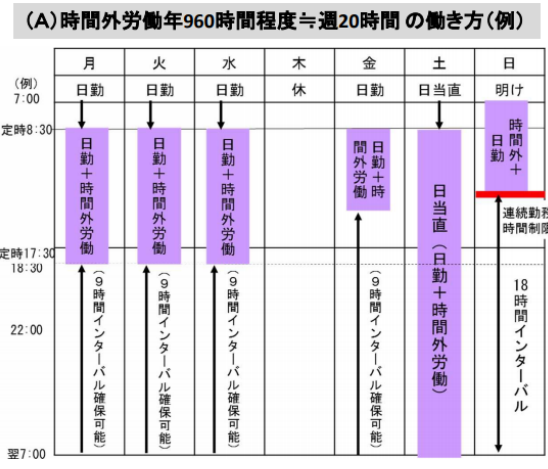 (A)時間外労働年960時間程度≒週20時間 の働き方(例)
月 火 水 木 金 土 日
(例)
7:00
日勤 日勤 日勤 休 日勤 日当直 明け
定時8:30
定時17:30
18:30
22:00
翌7:00
日勤+時間外労働
(9時間インターバル確保可能)
日勤+時間外労働
(9時間インターバル確保可能)
日勤+時間外労働
(9時間インターバル確保可能)
日勤+時
間外労働
(9時間インターバル確保可能)
日当直(日勤+時間外労働)
時間外+
日勤
連続勤務
時間制限
18時間インターバル